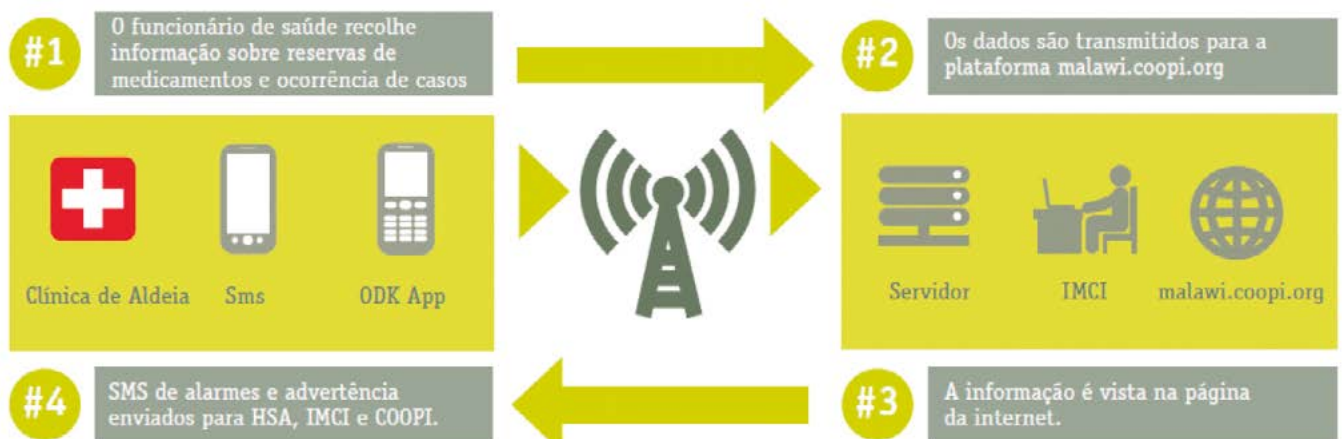 #1
O funcionário de saúde recolhe
informação sobre reservas de
medicamentos e ocorrência de casos
#2
Os dados são transmitidos para a
plataforma malawi.coopi.org
Clínica de Aldeia
Sms
ODK App
Servidor
IMCI
malawi.coopi.org
#4
SMS de alarmes e advertência
enviados para HSA, IMCI e COOPI.
#3
A informação é vista na página
da internet.